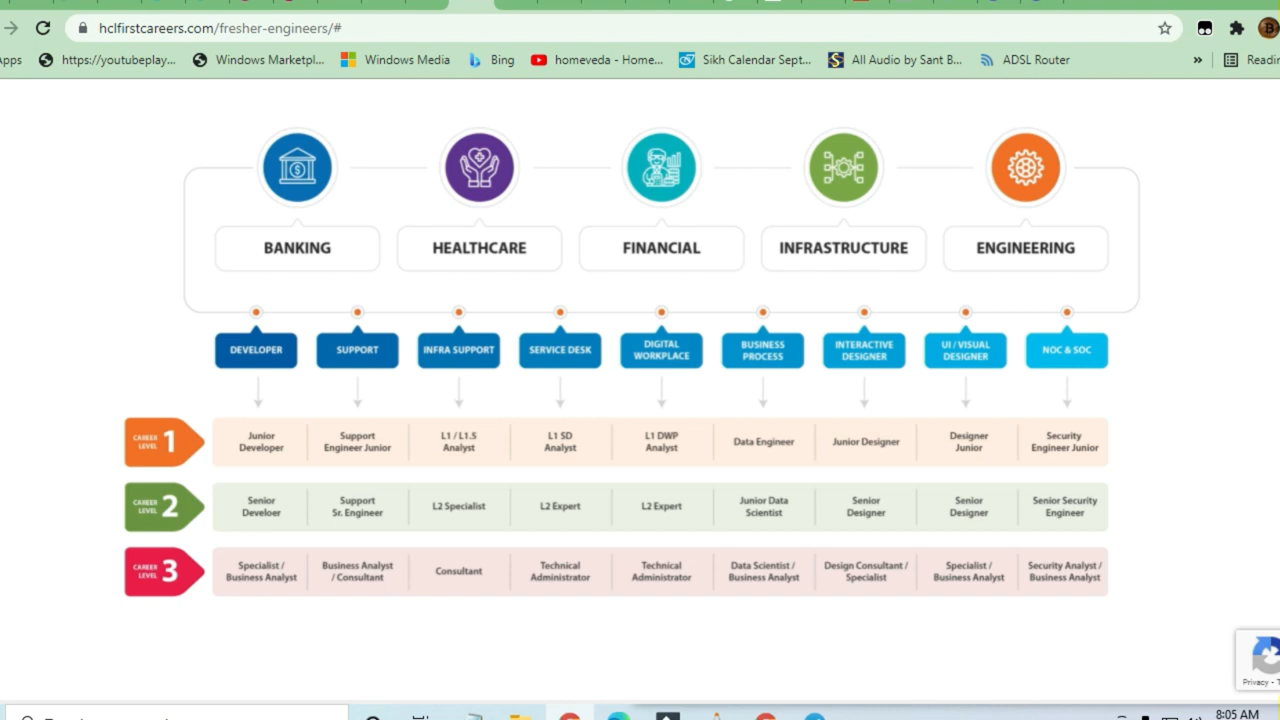 hclfirstcareers.com/fresher-engineers/#
https://youtubeplay... Windows Marketpl... Windows Media Bing homeveda - Home... Sikh Calendar Sept... All Audio by Sant B... ADSL Router »
BANKING HEALTHCARE FINANCIAL INFRASTRUCTURE ENGINEERING
DEVELOPER SUPPORT INFRA SUPPORT SERVICE DESK DIGITAL WORKPLACE BUSINESS PROCESS INTERACTIVE DESIGNER UI / VISUAL DESIGNER NOC & SOC
CAREER LEVEL 1
Junior Developer
Support Engineer Junior
L1 / L1.5 Analyst
L1 SD Analyst
L1 DWP Analyst
Data Engineer
Junior Designer
Designer Junior
Security Engineer Junior
CAREER LEVEL 2
Senior Develoer
Support Sr. Engineer
L2 Specialist
L2 Expert
L2 Expert
Junior Data Scientist
Senior Designer
Senior Designer
Senior Security Engineer
CAREER LEVEL 3
Specialist / Business Analyst
Business Analyst / Consultant
Consultant
Technical Administrator
Technical Administrator
Data Scientist / Business Analyst
Design Consultant / Specialist
Specialist / Business Analyst
Security Analyst / Business Analyst
Privacy
8:05 AM